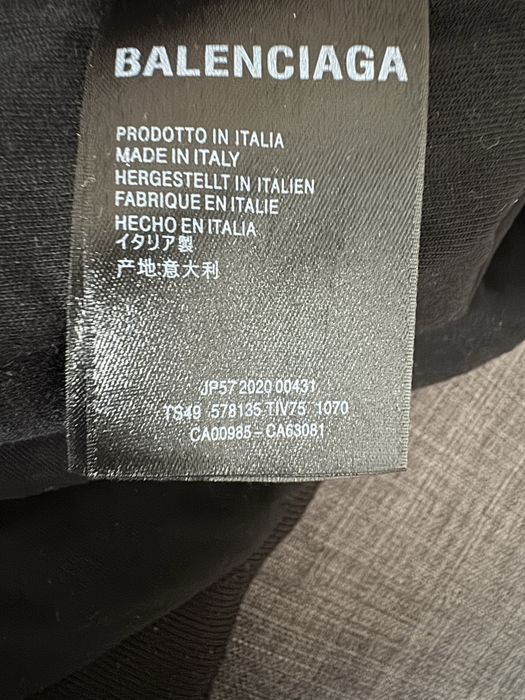 BALENCIAGA
PRODOTTO IN ITALIA
MADE IN ITALY
HERGESTELLT IN ITALIEN
FABRIQUE EN ITALIE
HECHO EN ITALIA
イタリア製
产地:意大利
JP57 2020 00431
TS49 578135 TIV75 1070
CA00985-CA63081